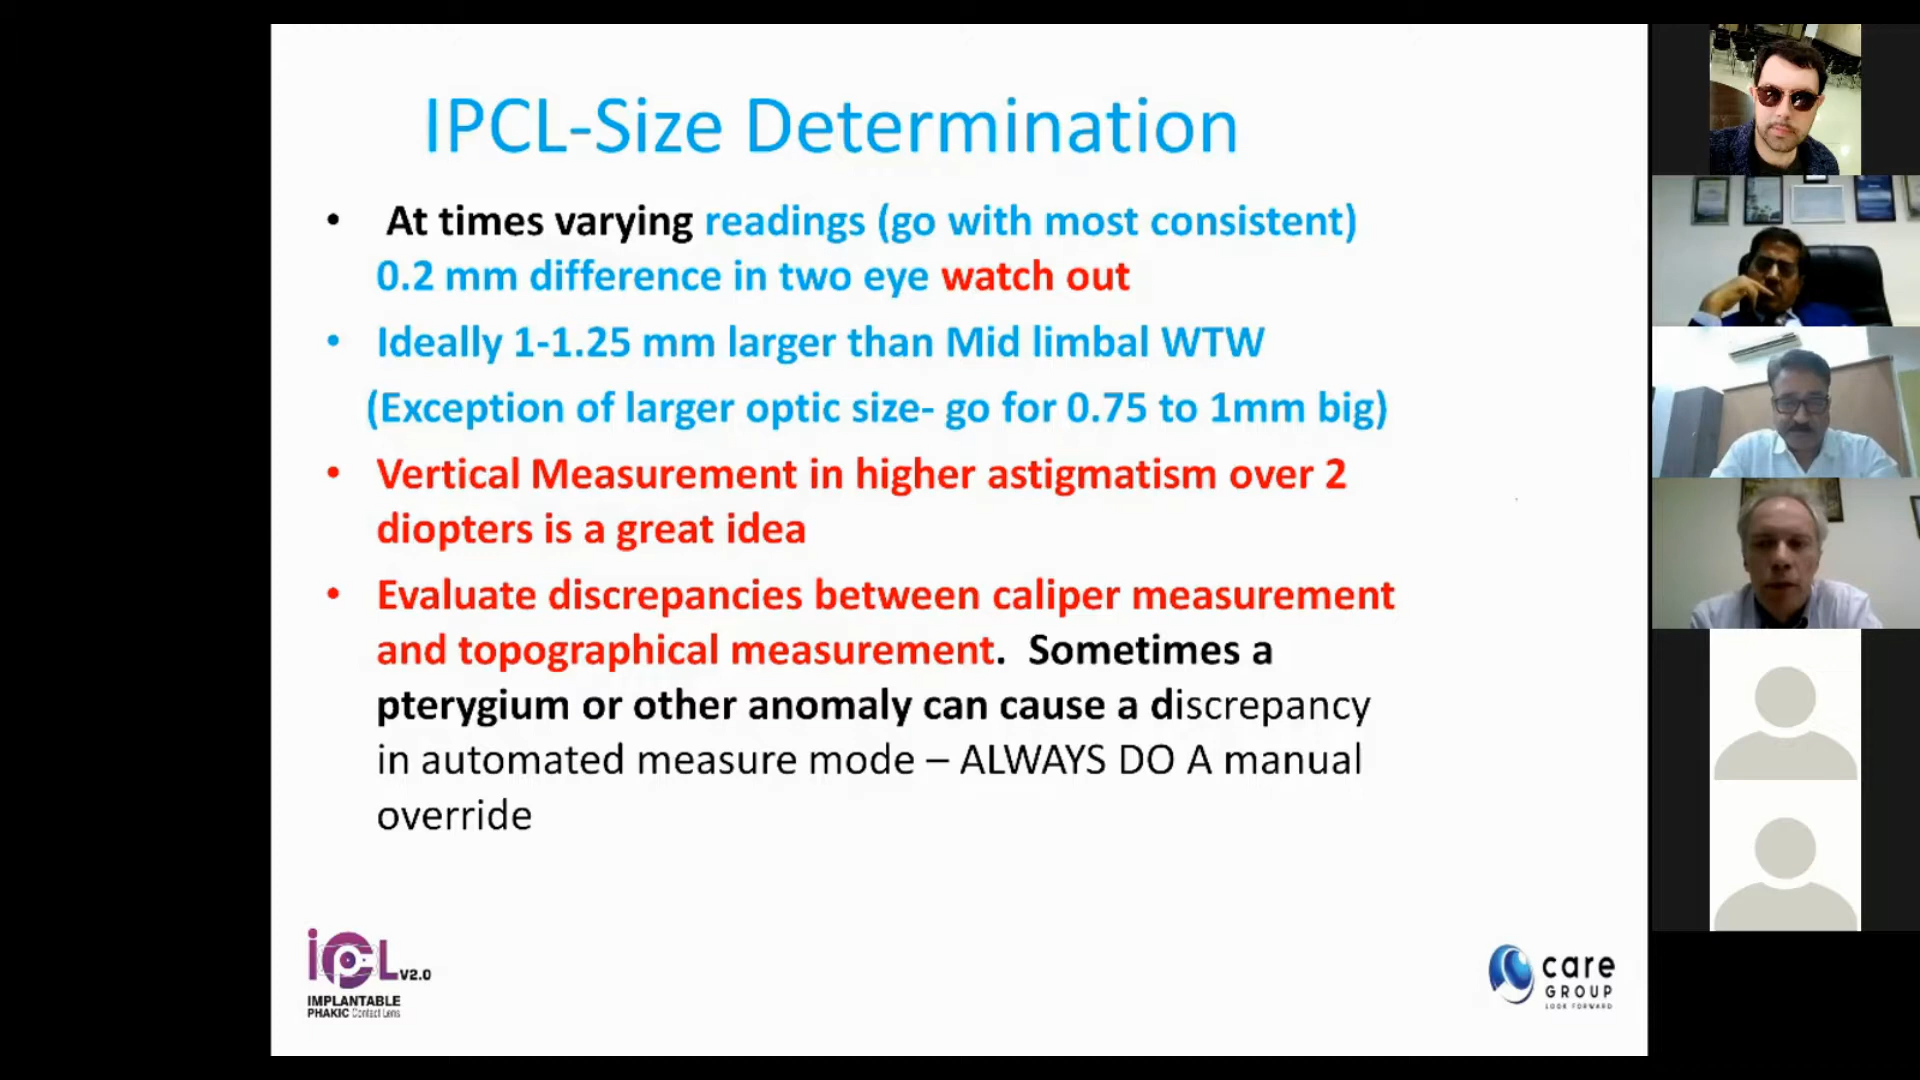 IPCL-Size Determination
• At times varying readings (go with most consistent)
0.2 mm difference in two eye watch out
• Ideally 1-1.25 mm larger than Mid limbal WTW
(Exception of larger optic size- go for 0.75 to 1mm big)
• Vertical Measurement in higher astigmatism over 2
diopters is a great idea
• Evaluate discrepancies between caliper measurement
and topographical measurement. Sometimes a
pterygium or other anomaly can cause a discrepancy
in automated measure mode – ALWAYS DO A manual
override
ipcL V2.0
IMPLANTABLE
PHAKIC Contact Lens
care
GROUP
LOOK FORWARD